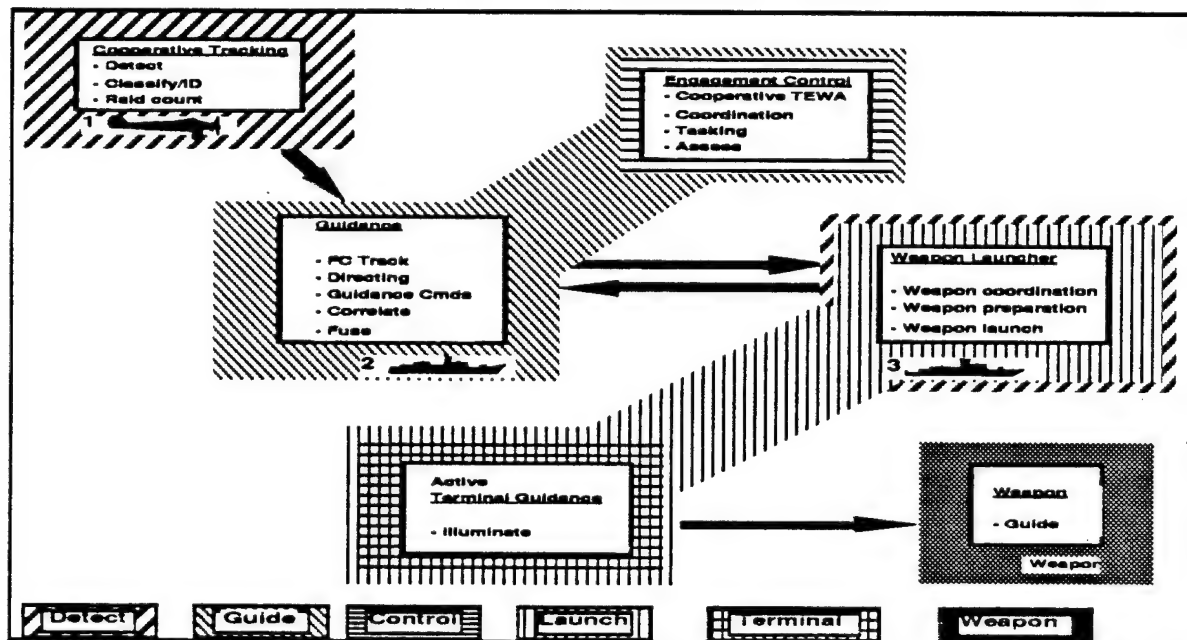 Cooperative Tracking
- Detect
- Classify/ID
- Raid count
1
Engagement Control
- Cooperative TEWA
- Coordination
- Tasking
- Assess
Guidance
- FC Track
- Directing
- Guidance Cmds
- Correlate
- Fuse
2
Weapon Launcher
- Weapon coordination
- Weapon preparation
- Weapon launch
3
Active
Terminal Guidance
- Illuminate
Weapon
- Guide
Weapon
Detect
Guide
Control
Launch
Terminal
Weapon